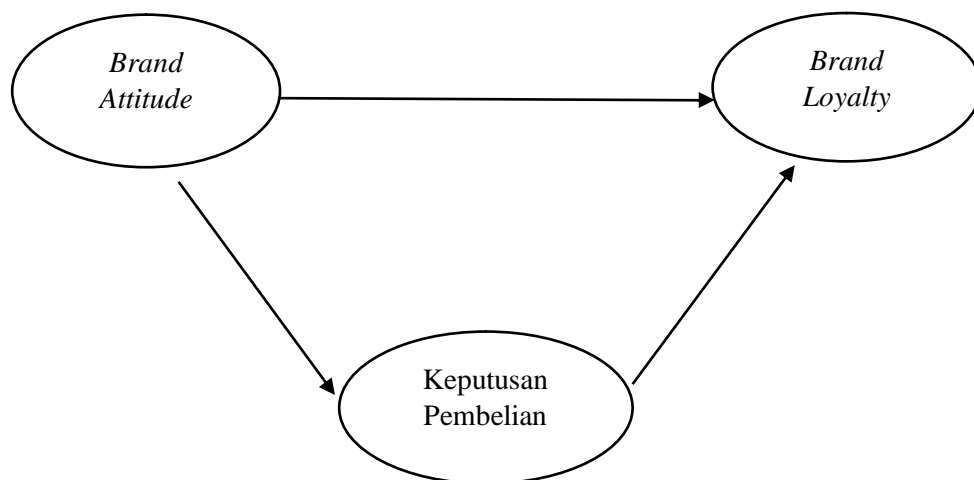 Brand
Attitude
Brand
Loyalty
Keputusan
Pembelian